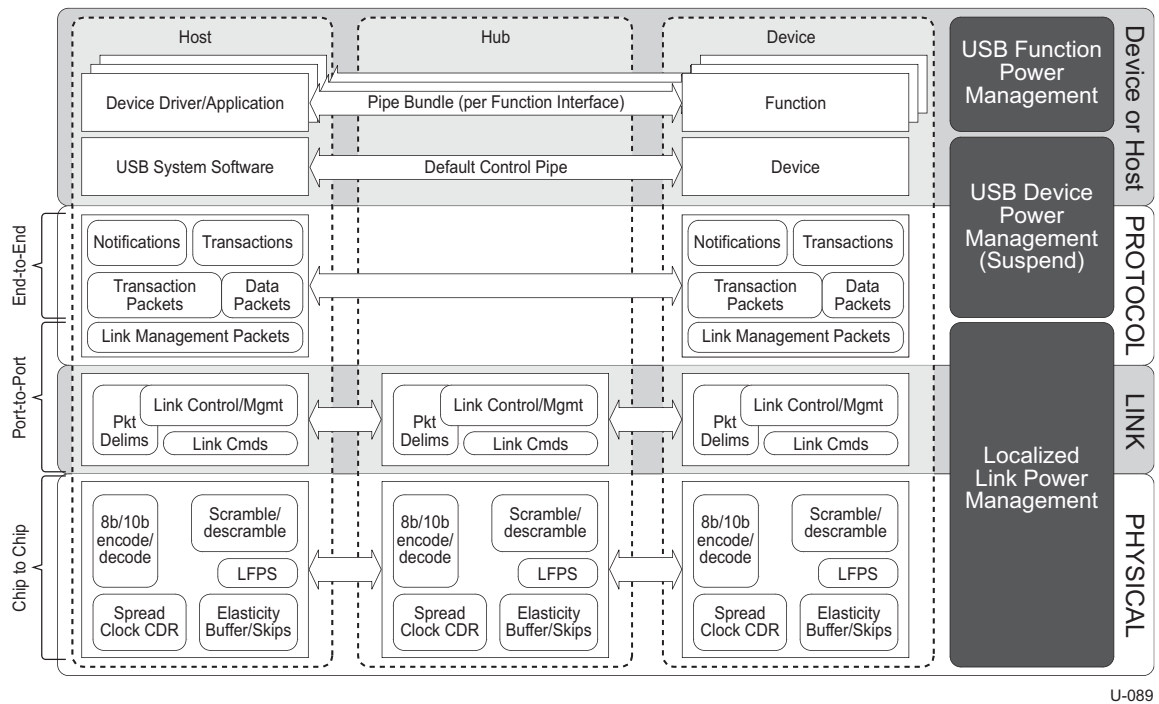 Host
Hub
Device
Device Driver/Application
Pipe Bundle (per Function Interface)
Function
USB System Software
Default Control Pipe
Device
USB Function
Power
Management
Device or Host
USB Device
Power
Management
(Suspend)
End-to-End
Notifications
Transactions
Transaction
Packets
Data
Packets
Link Management Packets
Notifications
Transactions
Transaction
Packets
Data
Packets
Link Management Packets
PROTOCOL
Port-to-Port
Pkt
Delims
Link Control/Mgmt
Link Cmds
Pkt
Delims
Link Control/Mgmt
Link Cmds
Pkt
Delims
Link Control/Mgmt
Link Cmds
LINK
Localized
Link Power
Management
Chip to Chip
8b/10b
encode/
decode
Scramble/
descramble
LFPS
Spread
Clock CDR
Elasticity
Buffer/Skips
8b/10b
encode/
decode
Scramble/
descramble
LFPS
Spread
Clock CDR
Elasticity
Buffer/Skips
8b/10b
encode/
decode
Scramble/
descramble
LFPS
Spread
Clock CDR
Elasticity
Buffer/Skips
PHYSICAL
U-089